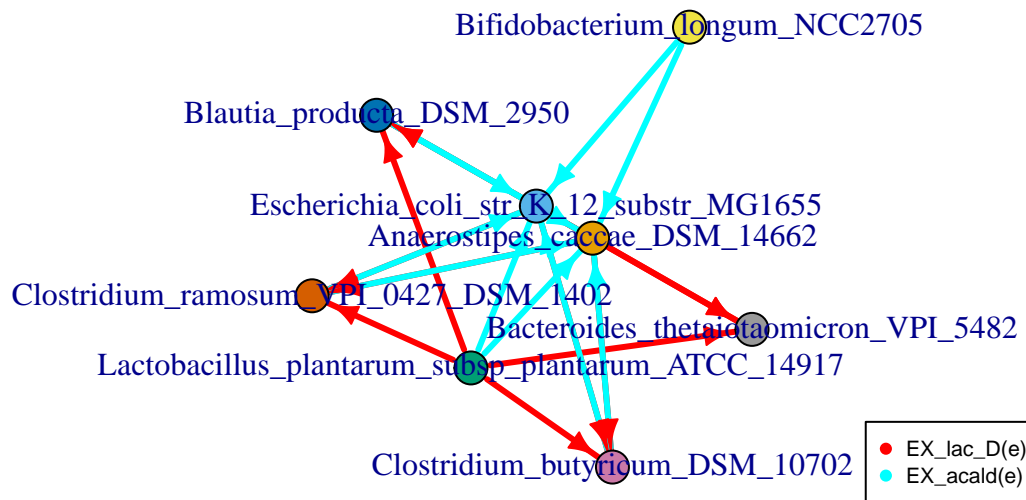 Bifidobacterium_longum_NCC2705
Blautia_producta_DSM_2950
Escherichia_coli_str_K_12_substr_MG1655
Anaerostipes_caccae_DSM_14662
Clostridium_ramosum_VPI_0427_DSM_1402
Bacteroides_thetaiotaomicron_VPI_5482
Lactobacillus_plantarum_subsp_plantarum_ATCC_14917
Clostridium_butyricum_DSM_10702
EX_lac_D(e)
EX_acald(e)